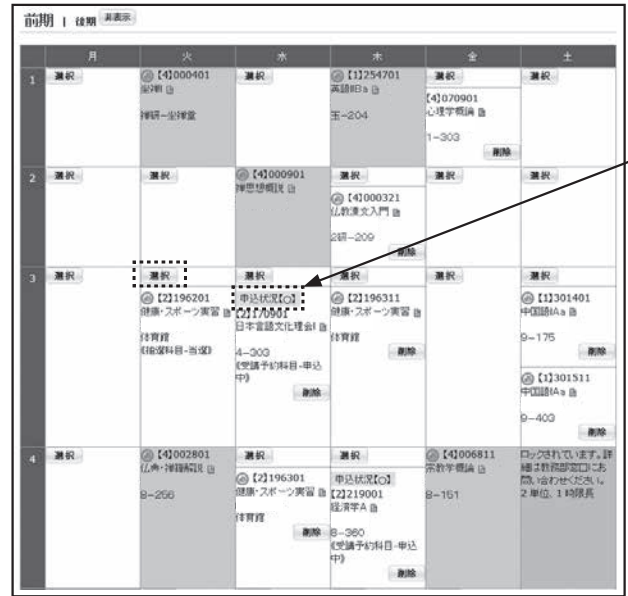 前期 | 後期 非表示
月 火 水 木 金 土
1
選択
【4】000401
坐禅I
禅研-坐禅堂
選択
【1】254701
英語IIBa
王-204
選択
【4】070901
心理学概論
1-303
削除
選択
2
選択
選択
【4】000901
禅思想概説
選択
【4】000321
仏教漢文入門
2研-209
削除
選択
選択
3
選択
選択
【2】196201
健康・スポーツ実習
体育館
《抽選科目-当選》
選択
申込状況【○】
【2】170901
日本言語文化理会I
4-303
《受講予約科目-申込
中》
削除
選択
【2】196311
健康・スポーツ実習
体育館
削除
選択
選択
【1】301401
中国語IAa
9-175
削除
【1】301511
中国語IAa
9-403
削除
4
選択
【4】002801
仏典・禅籍解説
8-256
選択
【2】196301
健康・スポーツ実習
体育館
削除
選択
申込状況【○】
【2】219001
経済学A
8-360
《受講予約科目-申込
中》
削除
【4】006811
宗教学概論
8-151
ロックされています。詳
細は教務部窓口にお
問い合わせください。
2単位、1時限長